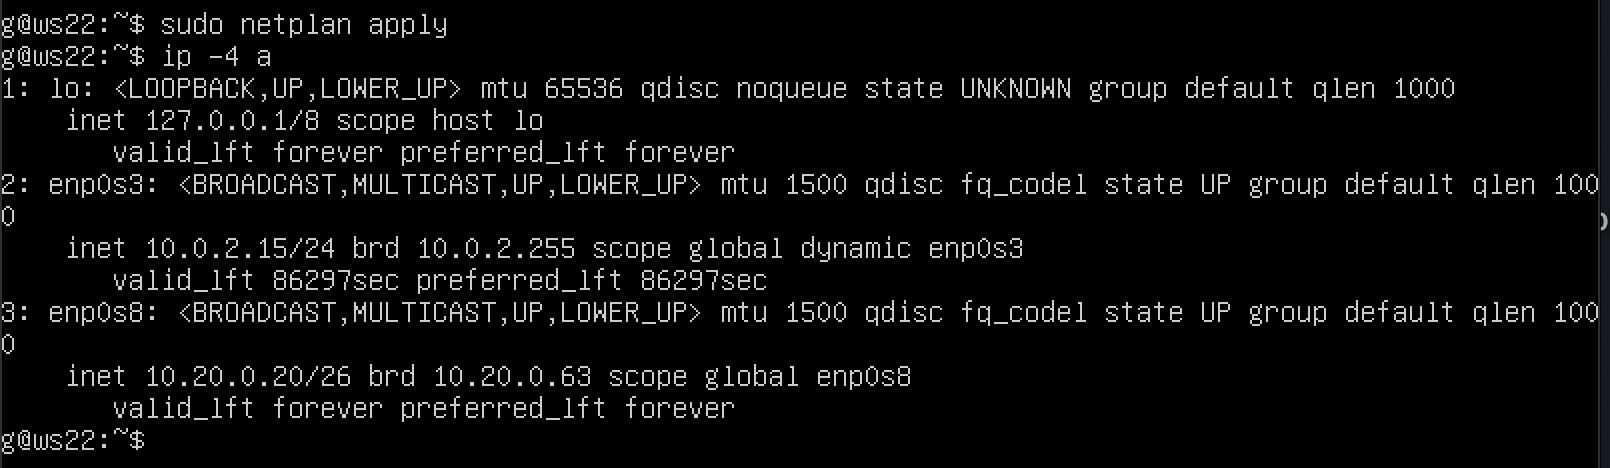 g@ws22:~$ sudo netplan apply
g@ws22:~$ ip -4 a
1: lo: <LOOPBACK,UP,LOWER_UP> mtu 65536 qdisc noqueue state UNKNOWN group default qlen 1000
    inet 127.0.0.1/8 scope host lo
       valid_lft forever preferred_lft forever
2: enp0s3: <BROADCAST,MULTICAST,UP,LOWER_UP> mtu 1500 qdisc fq_codel state UP group default qlen 100
0
    inet 10.0.2.15/24 brd 10.0.2.255 scope global dynamic enp0s3
       valid_lft 86297sec preferred_lft 86297sec
3: enp0s8: <BROADCAST,MULTICAST,UP,LOWER_UP> mtu 1500 qdisc fq_codel state UP group default qlen 100
0
    inet 10.20.0.20/26 brd 10.20.0.63 scope global enp0s8
       valid_lft forever preferred_lft forever
g@ws22:~$